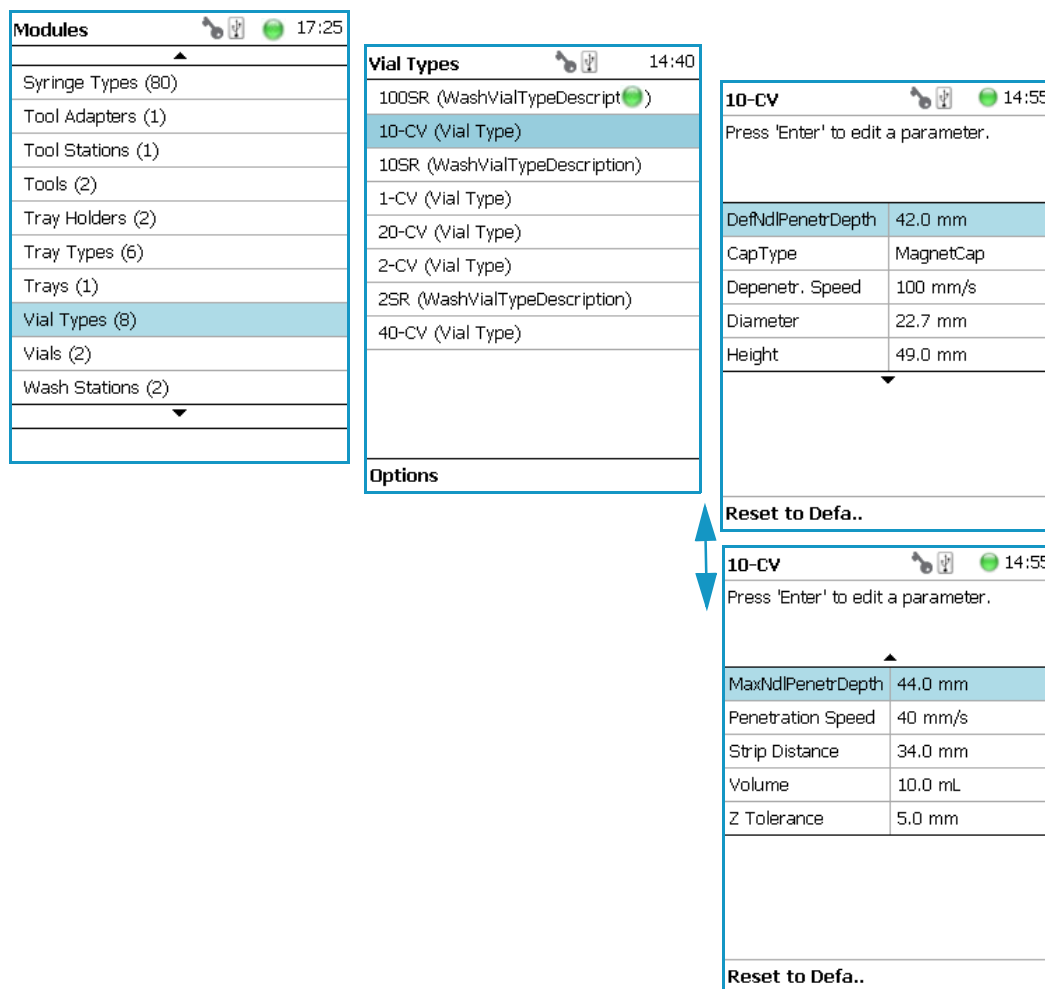 Modules 17:25
Syringe Types (80)
Tool Adapters (1)
Tool Stations (1)
Tools (2)
Tray Holders (2)
Tray Types (6)
Trays (1)
Vial Types (8)
Vials (2)
Wash Stations (2)
Vial Types 14:40
100SR (WashVialTypeDescript )
10-CV (Vial Type)
10SR (WashVialTypeDescription)
1-CV (Vial Type)
20-CV (Vial Type)
2-CV (Vial Type)
2SR (WashVialTypeDescription)
40-CV (Vial Type)
Options
10-CV 14:55
Press 'Enter' to edit a parameter.
DefNdlPenetrDepth 42.0 mm
CapType MagnetCap
Depenetr. Speed 100 mm/s
Diameter 22.7 mm
Height 49.0 mm
Reset to Defa..
10-CV 14:55
Press 'Enter' to edit a parameter.
MaxNdlPenetrDepth 44.0 mm
Penetration Speed 40 mm/s
Strip Distance 34.0 mm
Volume 10.0 mL
Z Tolerance 5.0 mm
Reset to Defa..